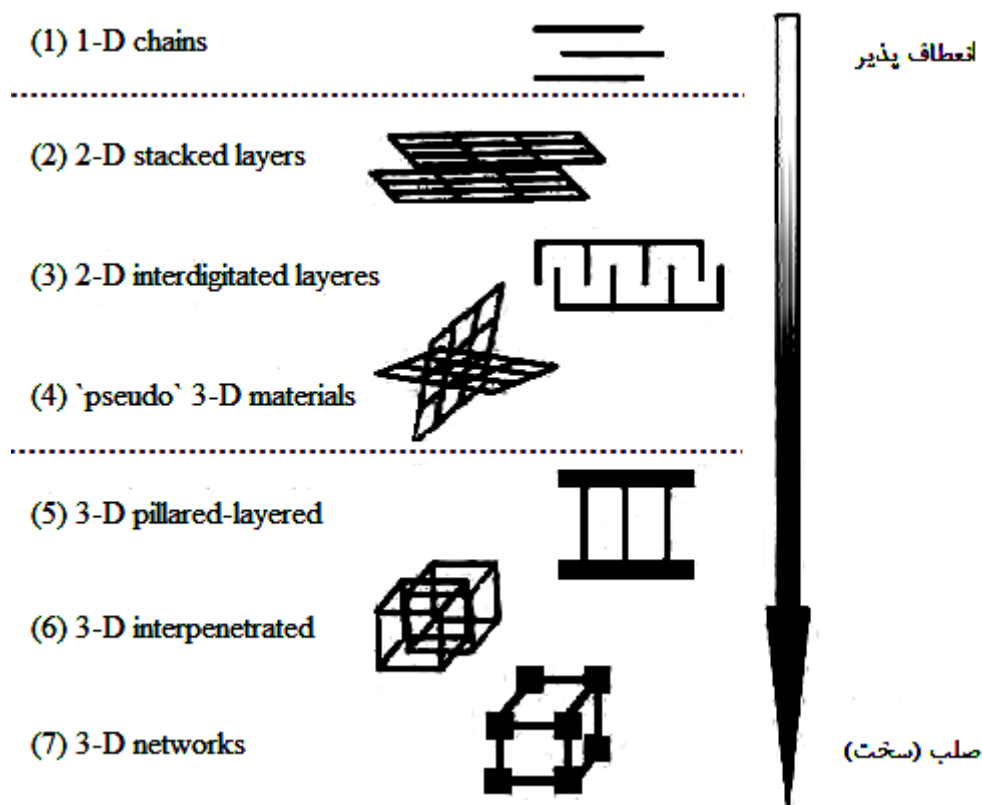 (1) 1-D chains
انعطاف پذیر
(2) 2-D stacked layers
(3) 2-D interdigitated layeres
(4) `pseudo` 3-D materials
(5) 3-D pillared-layered
(6) 3-D interpenetrated
(7) 3-D networks
صلب (سخت)